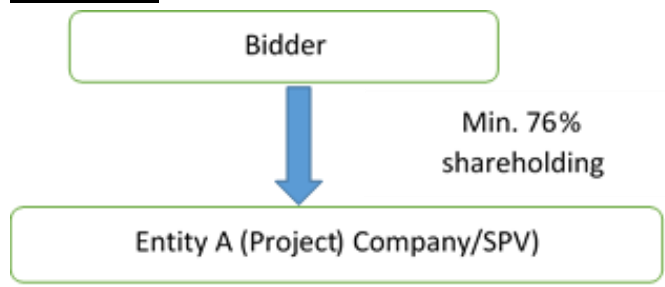 Bidder
Min. 76%
shareholding
Entity A (Project) Company/SPV)